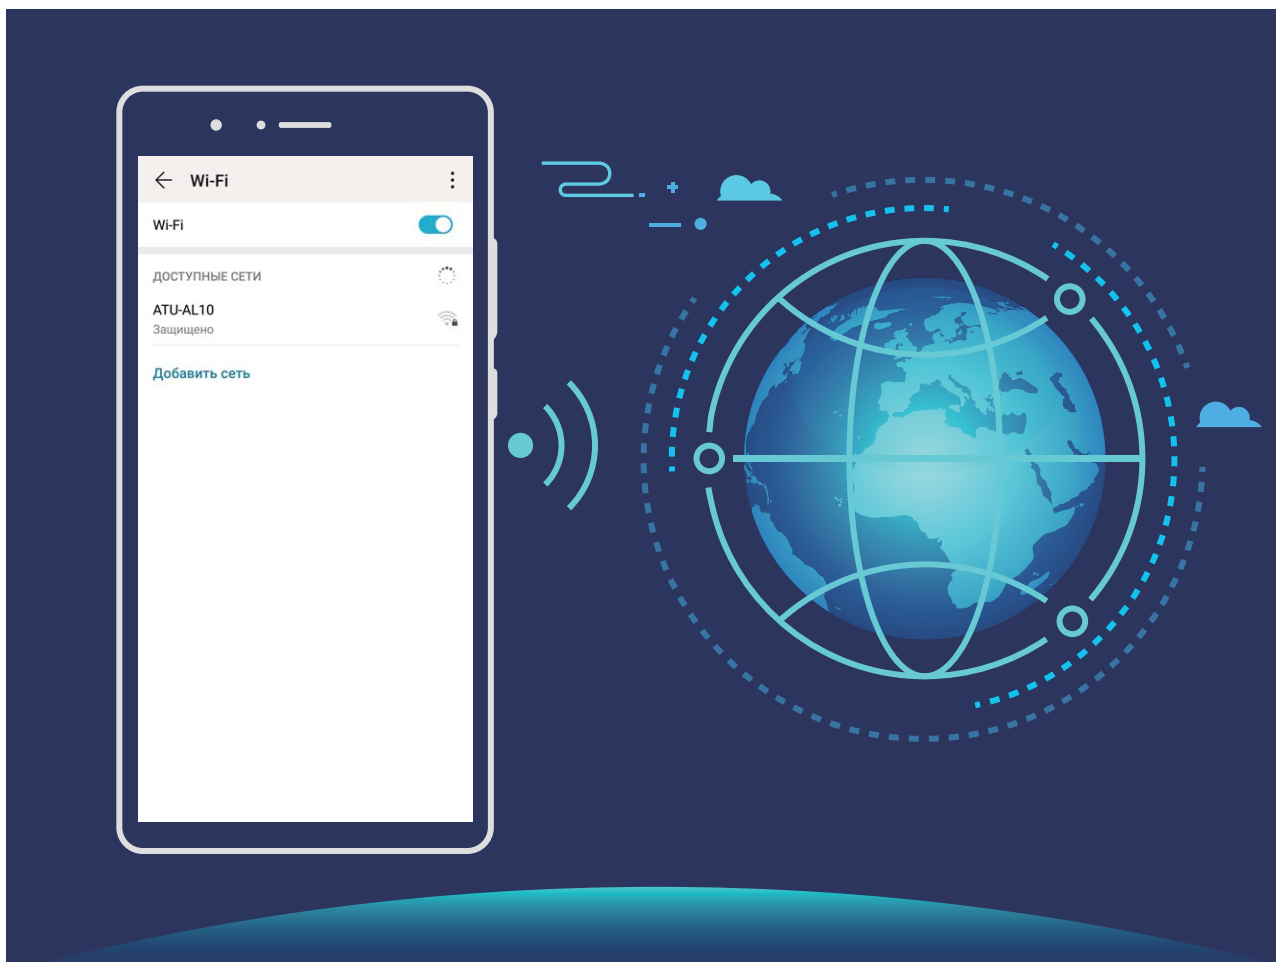 Wi-Fi
Wi-Fi
ДОСТУПНЫЕ СЕТИ
ATU-AL10
Защищено
Добавить сеть